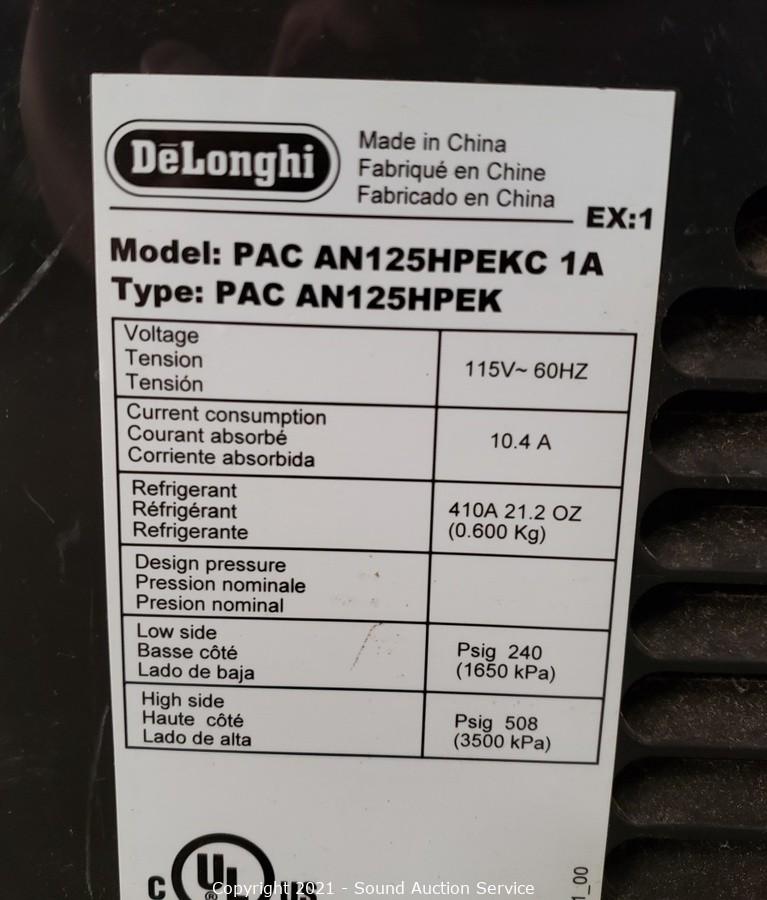 DēLonghi
Made in China
Fabriqué en Chine
Fabricado en China
EX:1
Model: PAC AN125HPEKC 1A
Type: PAC AN125HPEK
Voltage
Tension
Tensión
115V~ 60HZ
Current consumption
Courant absorbé
Corriente absorbida
10.4 A
Refrigerant
Réfrigérant
Refrigerante
410A 21.2 OZ
(0.600 Kg)
Design pressure
Pression nominale
Presion nominal
Low side
Basse côté
Lado de baja
Psig 240
(1650 kPa)
High side
Haute côté
Lado de alta
Psig 508
(3500 kPa)
C UL ® US
1_00
Copyright 2021 - Sound Auction Service